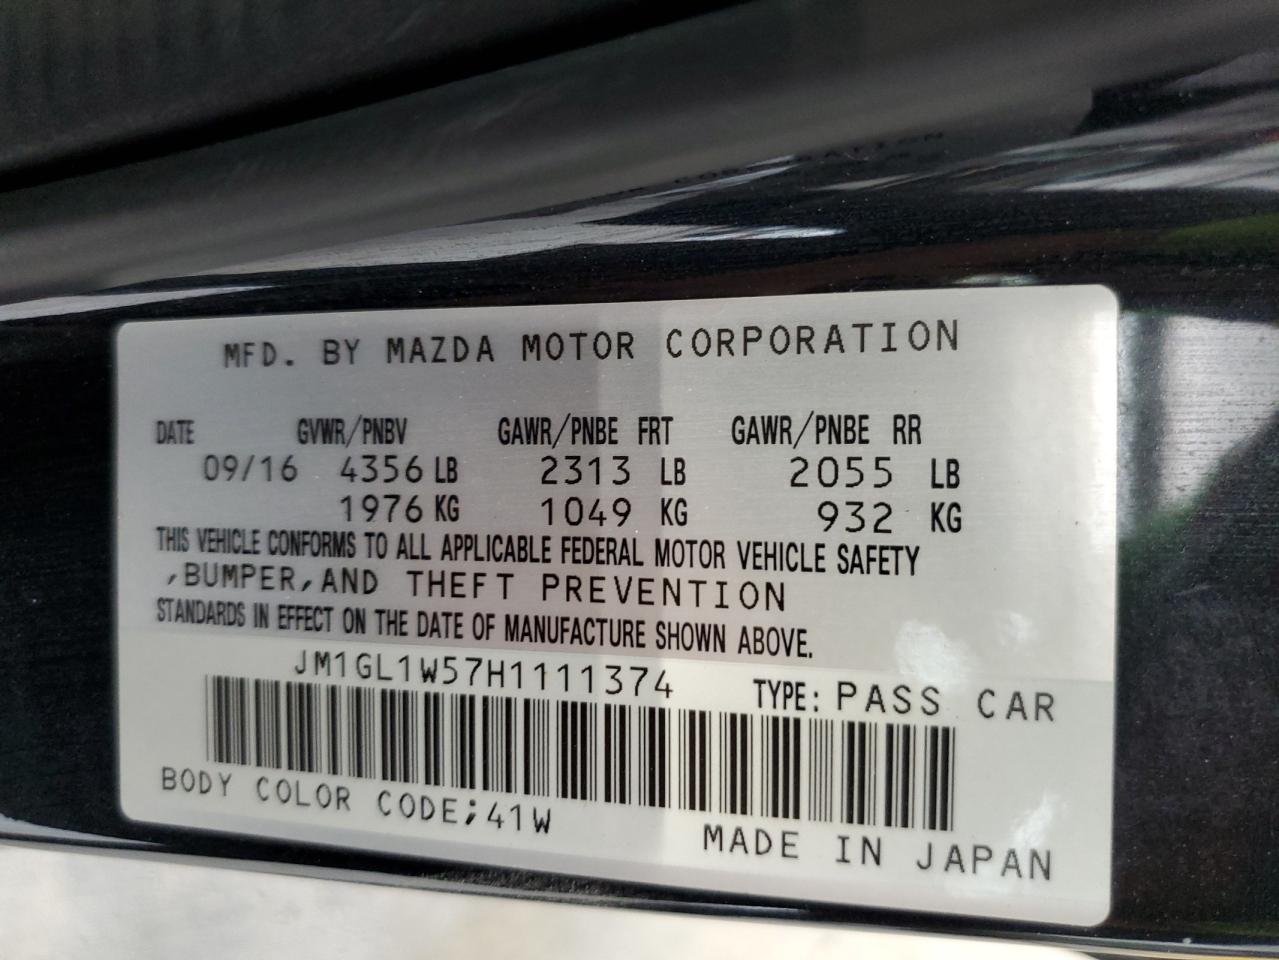 MFD. BY MAZDA MOTOR CORPORATION
DATE GVWR/PNBV GAWR/PNBE FRT GAWR/PNBE RR
09/16 4356 LB 2313 LB 2055 LB
1976 KG 1049 KG 932 KG
THIS VEHICLE CONFORMS TO ALL APPLICABLE FEDERAL MOTOR VEHICLE SAFETY
,BUMPER,AND THEFT PREVENTION
STANDARDS IN EFFECT ON THE DATE OF MANUFACTURE SHOWN ABOVE.
JM1GL1W57H1111374 TYPE: PASS CAR
BODY COLOR CODE;41W
MADE IN JAPAN